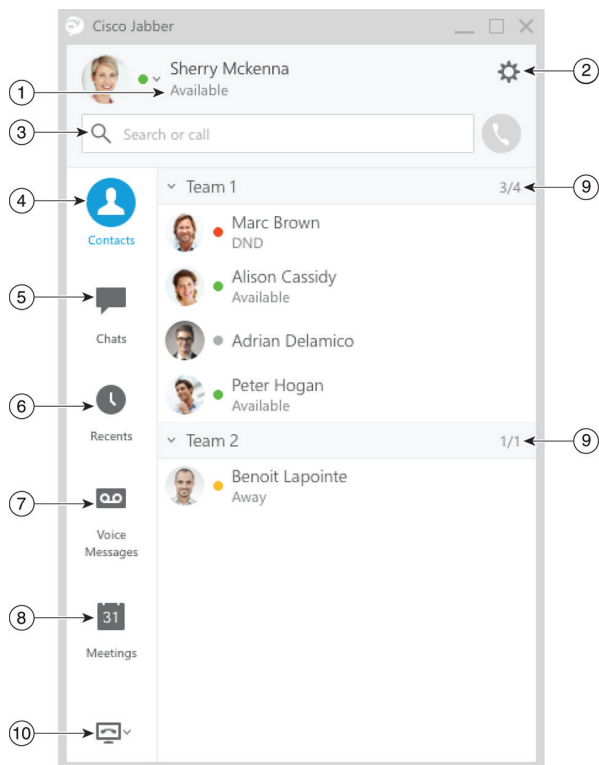 Cisco Jabber
Sherry Mckenna
Available
1
2
3
Search or call
4
Contacts
Team 1
3/4
9
Marc Brown
DND
Alison Cassidy
Available
5
Chats
Adrian Delamico
Peter Hogan
Available
6
Recents
Team 2
1/1
9
Benoit Lapointe
Away
7
Voice
Messages
8
31
Meetings
10